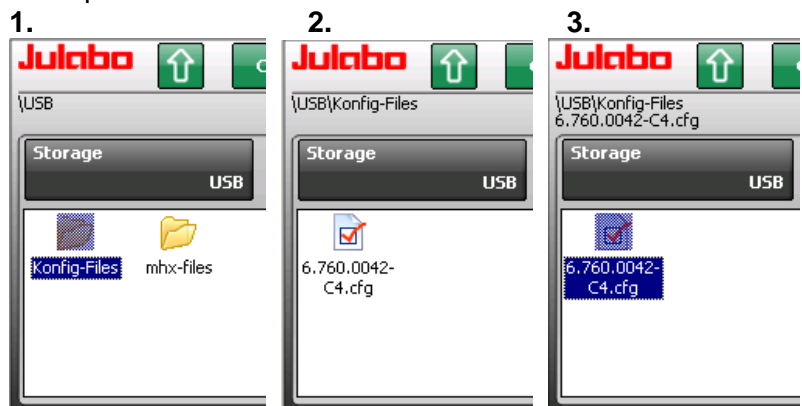 1.
Julabo
\USB
Storage
USB
Konfig-Files
mhx-files
2.
Julabo
\USB\Konfig-Files
Storage
USB
6.760.0042-
C4.cfg
3.
Julabo
\USB\Konfig-Files
6.760.0042-C4.cfg
Storage
USB
6.760.0042-
C4.cfg